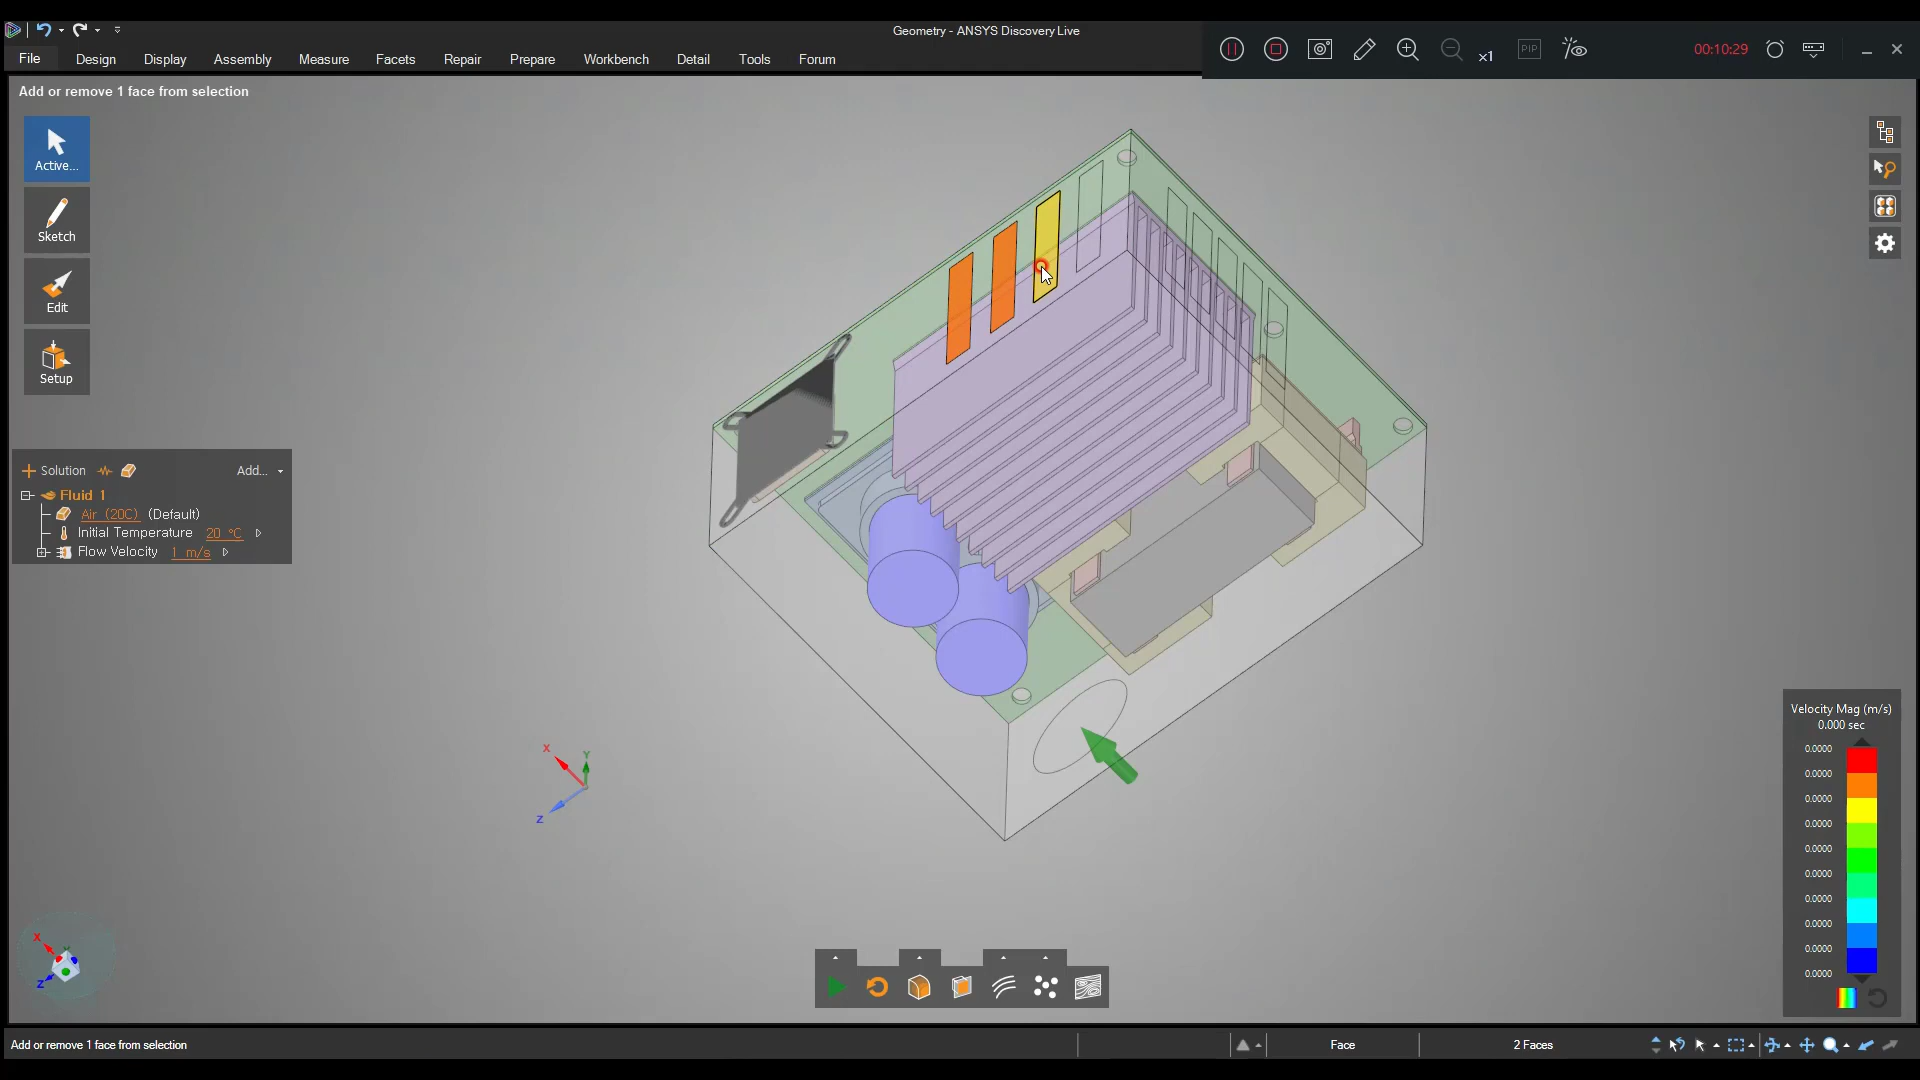 Geometry - ANSYS Discovery Live
File
Design
Display
Assembly
Measure
Facets
Repair
Prepare
Workbench
Detail
Tools
Forum
x1
PIP
00:10:29
Add or remove 1 face from selection
Active...
Sketch
Edit
Setup
Solution
Add...
Fluid 1
Air (20C) (Default)
Initial Temperature 20 °C
Flow Velocity 1 m/s
X
Y
Z
Velocity Mag (m/s)
0.000 sec
0.0000
0.0000
0.0000
0.0000
0.0000
0.0000
0.0000
0.0000
0.0000
0.0000
X
Y
Z
Add or remove 1 face from selection
Face
2 Faces